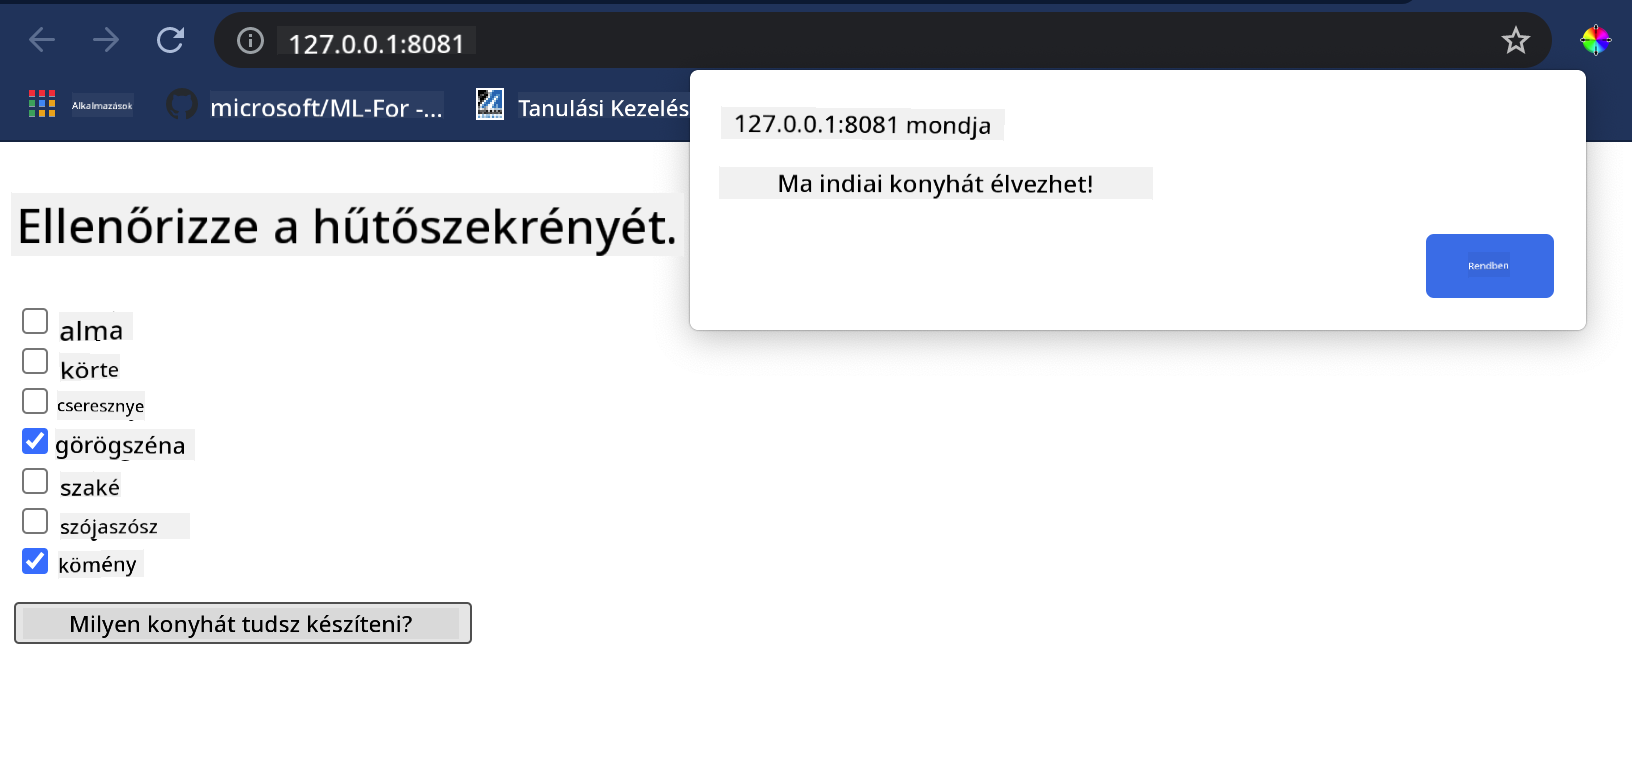 127.0.0.1:8081
Alkalmazások microsoft/ML-For -... Tanulási Kezelés
127.0.0.1:8081 mondja
Ma indiai konyhát élvezhet!
Rendben
Ellenőrizze a hűtőszekrényét.
alma
körte
cseresznye
görögszéna
szaké
szójaszósz
kömény
Milyen konyhát tudsz készíteni?